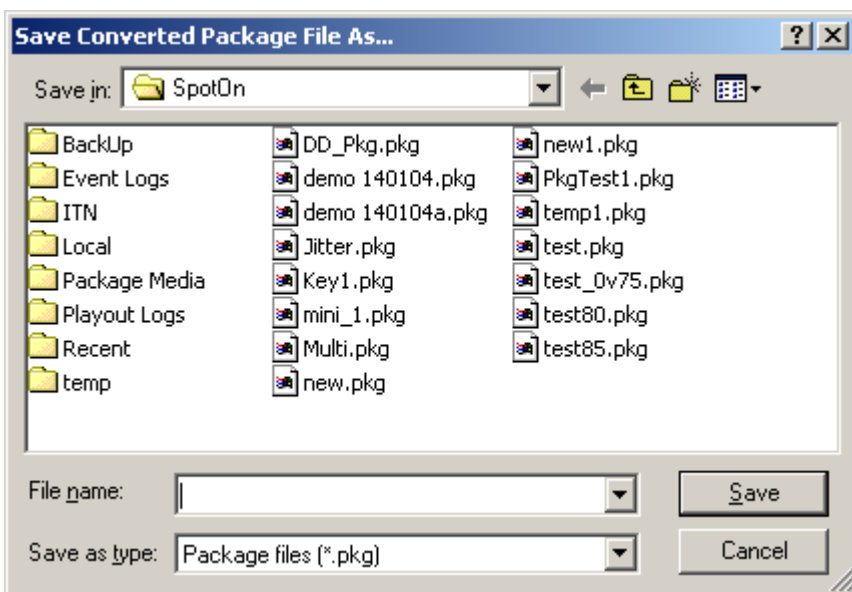 Save Converted Package File As...
Save in: SpotOn
BackUp
Event Logs
ITN
Local
Package Media
Playout Logs
Recent
temp
DD_Pkg.pkg
demo 140104.pkg
demo 140104a.pkg
Jitter.pkg
Key1.pkg
mini_1.pkg
Multi.pkg
new.pkg
new1.pkg
PkgTest1.pkg
temp1.pkg
test.pkg
test_0v75.pkg
test80.pkg
test85.pkg
File name:
Save
Save as type: Package files (*.pkg)
Cancel